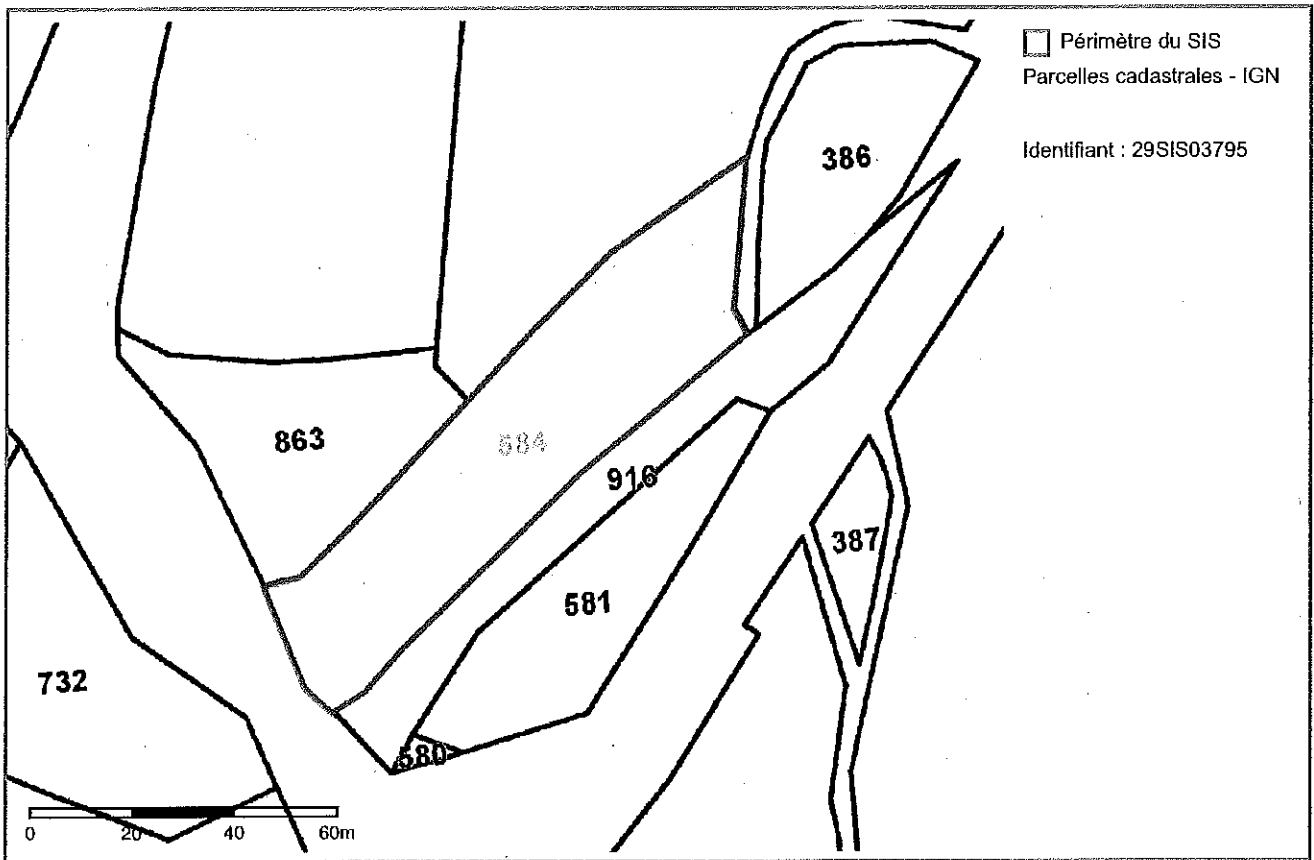 Périmètre du SIS
Parcelles cadastrales - IGN
Identifiant : 29SIS03795
386
863
584
916
387
581
732
580
0 20 40 60m